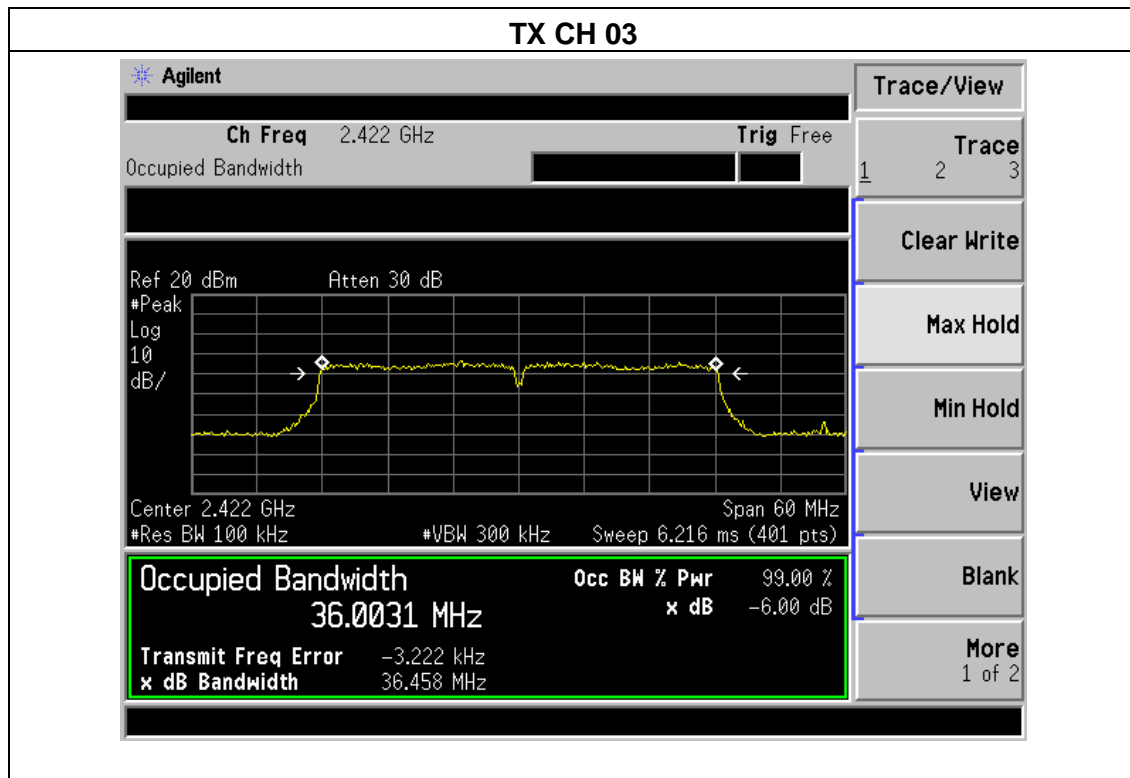 TX CH 03
Agilent
Trace/View
Ch Freq 2.422 GHz Trig Free
Occupied Bandwidth
Trace
1 2 3
Clear Write
Ref 20 dBm Atten 30 dB
#Peak
Log
10
dB/
Max Hold
Min Hold
View
Center 2.422 GHz Span 60 MHz
#Res BW 100 kHz #VBW 300 kHz Sweep 6.216 ms (401 pts)
Occupied Bandwidth
36.0031 MHz
Occ BW % Pwr 99.00 %
x dB -6.00 dB
Transmit Freq Error -3.222 kHz
x dB Bandwidth 36.458 MHz
Blank
More
1 of 2